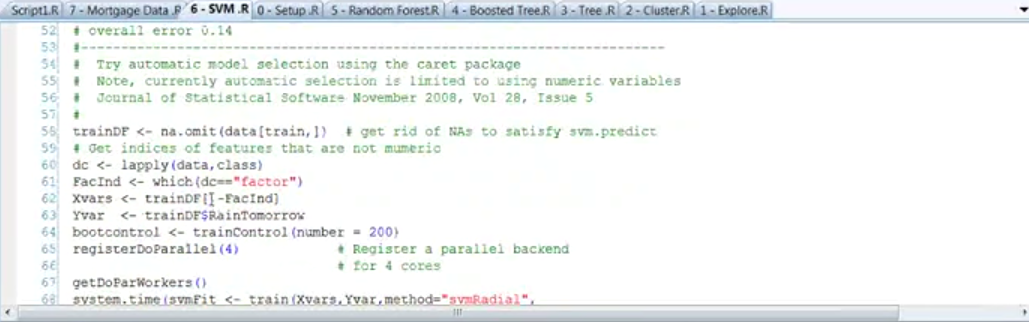 Script1.R 7 - Mortgage Data .R 6 - SVM .R 0 - Setup .R 5 - Random Forest.R 4 - Boosted Tree.R 3 - Tree .R 2 - Cluster.R 1 - Explore.R
52 # overall error 0.14
53 #-------------------------------------------------------------------------
54 # Try automatic model selection using the caret package
55 # Note, currently automatic selection is limited to using numeric variables
56 # Journal of Statistical Software November 2008, Vol 28, Issue 5
57 #
58 trainDF <- na.omit(data[train,]) # get rid of NAs to satisfy svm.predict
59 # Get indices of features that are not numeric
60 dc <- lapply(data,class)
61 FacInd <- which(dc=="factor")
62 Xvars <- trainDF[,-FacInd]
63 Yvar <- trainDF$RainTomorrow
64 bootcontrol <- trainControl(number = 200)
65 registerDoParallel(4) # Register a parallel backend
66 # for 4 cores
67 getDoParWorkers()
68 system.time(svmFit <- train(Xvars,Yvar,method="svmRadial",